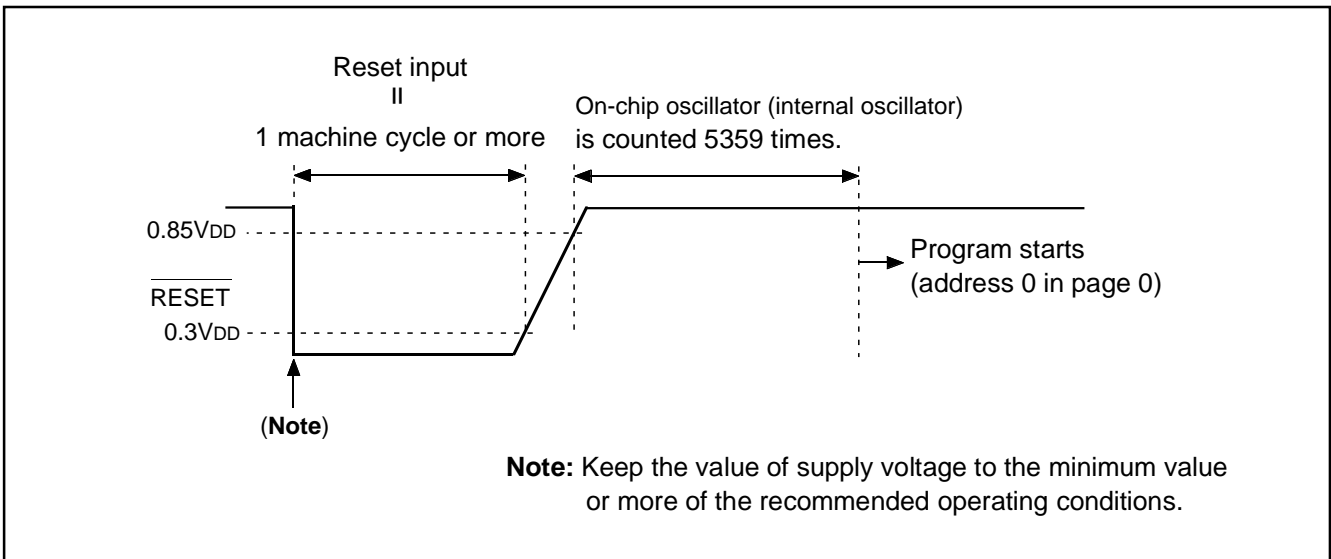 Reset input
=
1 machine cycle or more
On-chip oscillator (internal oscillator)
is counted 5359 times.
0.85VDD
Program starts
(address 0 in page 0)
RESET
0.3VDD
(Note)
Note: Keep the value of supply voltage to the minimum value
or more of the recommended operating conditions.